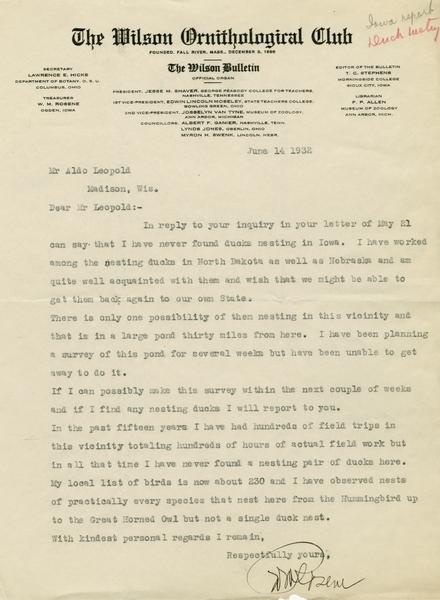 Iowa report
Duck nesting
The Wilson Ornithological Club
FOUNDED, FALL RIVER, MASS., DECEMBER 3, 1888
SECRETARY
LAWRENCE E. HICKS
DEPARTMENT OF BOTANY, O. S. U.
COLUMBUS, OHIO
TREASURER
W. M. ROSENE
OGDEN, IOWA
The Wilson Bulletin
OFFICIAL ORGAN
PRESIDENT, JESSE M. SHAVER, GEORGE PEABODY COLLEGE FOR TEACHERS,
NASHVILLE, TENNESSEE
1ST VICE-PRESIDENT, EDWIN LINCOLN MOSELEY, STATE TEACHERS COLLEGE,
BOWLING GREEN, OHIO
2ND VICE-PRESIDENT, JOSSELYN VAN TYNE, MUSEUM OF ZOOLOGY,
ANN ARBOR, MICHIGAN
COUNCILLORS, ALBERT F. GANIER, NASHVILLE, TENN.
LYNDS JONES, OBERLIN, OHIO
MYRON H. SWENK, LINCOLN, NEBR.
EDITOR OF THE BULLETIN
T. C. STEPHENS
MORNINGSIDE COLLEGE
SIOUX CITY, IOWA
LIBRARIAN
F. P. ALLEN
MUSEUM OF ZOOLOGY
ANN ARBOR, MICH.
June 14 1932
Mr Aldo Leopold
Madison, Wis.
Dear Mr Leopold:-
In reply to your inquiry in your letter of May 21
can say that I have never found ducks nesting in Iowa. I have worked
among the nesting ducks in North Dakota as well as Nebraska and am
quite well acquainted with them and wish that we might be able to
get them back again to our own State.
There is only one possibility of them nesting in this vicinity and
that is in a large pond thirty miles from here. I have been planning
a survey of this pond for several weeks but have been unable to get
away to do it.
If I can possibly make this survey within the next couple of weeks
and if I find any nesting ducks I will report to you.
In the past fifteen years I have had hundreds of field trips in
this vicinity totaling hundreds of hours of actual field work but
in all that time I have never found a nesting pair of ducks here.
My local list of birds is now about 230 and I have observed nests
of practically every species that nest here from the Hummingbird up
to the Great Horned Owl but not a single duck nest.
With kindest personal regards I remain,
Respectfully yours,
WM Rosene